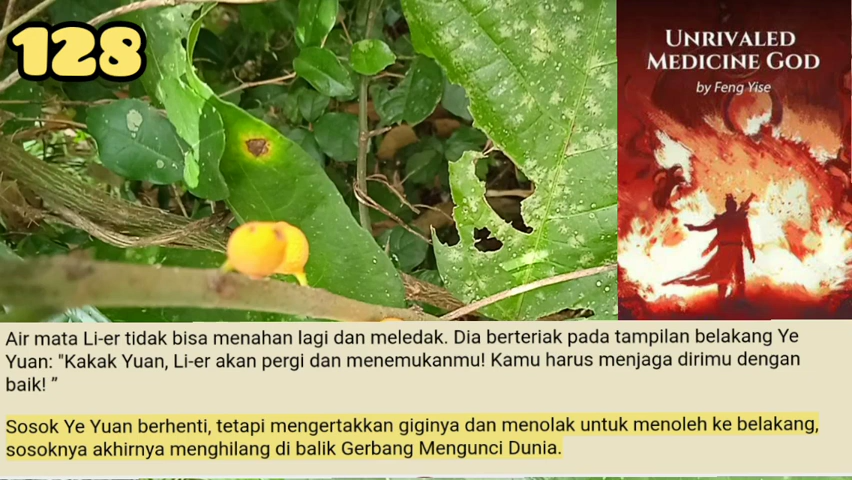 128
UNRIVALED
MEDICINE GOD
by Feng Yise
Air mata Li-er tidak bisa menahan lagi dan meledak. Dia berteriak pada tampilan belakang Ye
Yuan: "Kakak Yuan, Li-er akan pergi dan menemukanmu! Kamu harus menjaga dirimu dengan
baik! ”
Sosok Ye Yuan berhenti, tetapi mengertakkan giginya dan menolak untuk menoleh ke belakang,
sosoknya akhirnya menghilang di balik Gerbang Mengunci Dunia.